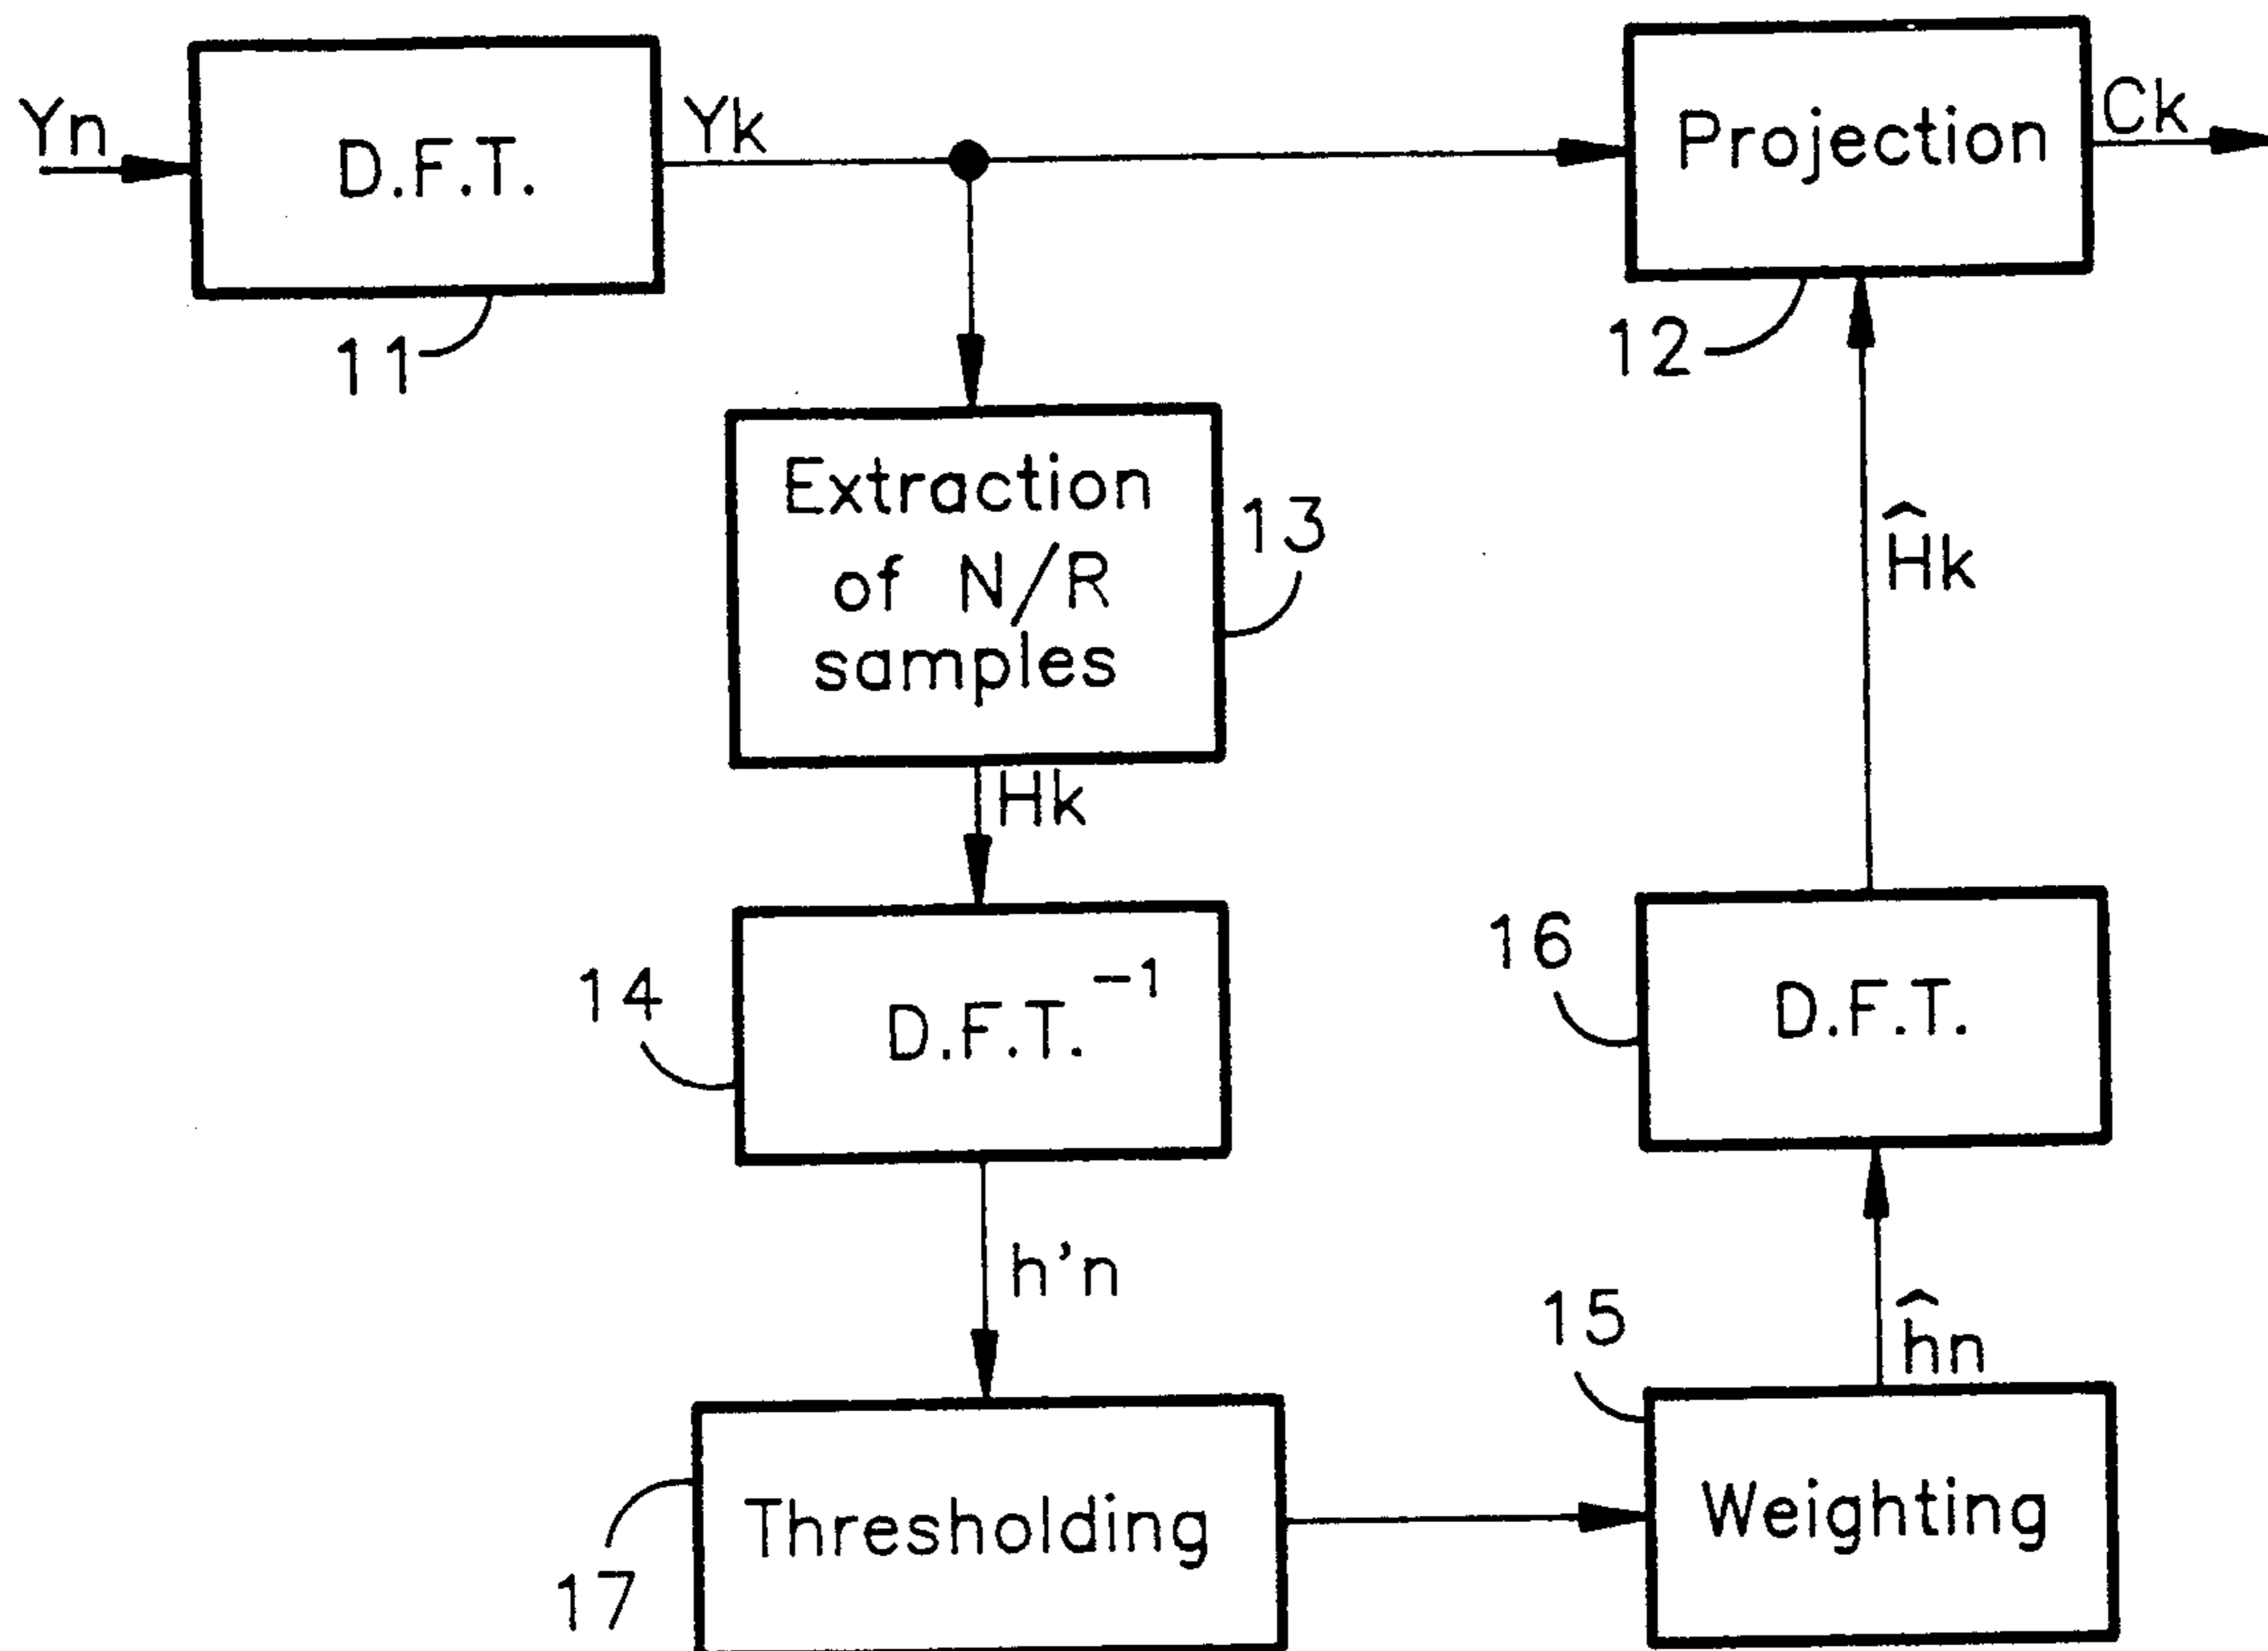 Yn
D.F.T.
Yk
Projection
Ck
11
12
Extraction
of N/R
samples
13
Ĥk
Hk
14
D.F.T.⁻¹
16
D.F.T.
h'n
15
ĥn
Thresholding
Weighting
17